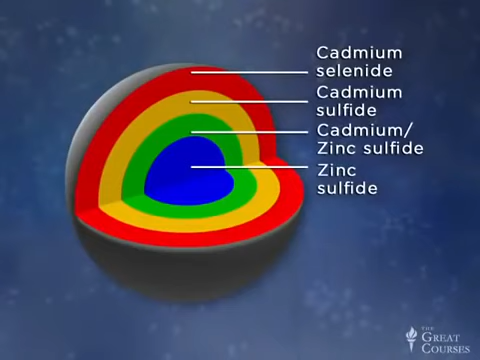 Cadmium
selenide
Cadmium
sulfide
Cadmium/
Zinc sulfide
Zinc
sulfide
THE
GREAT
COURSES